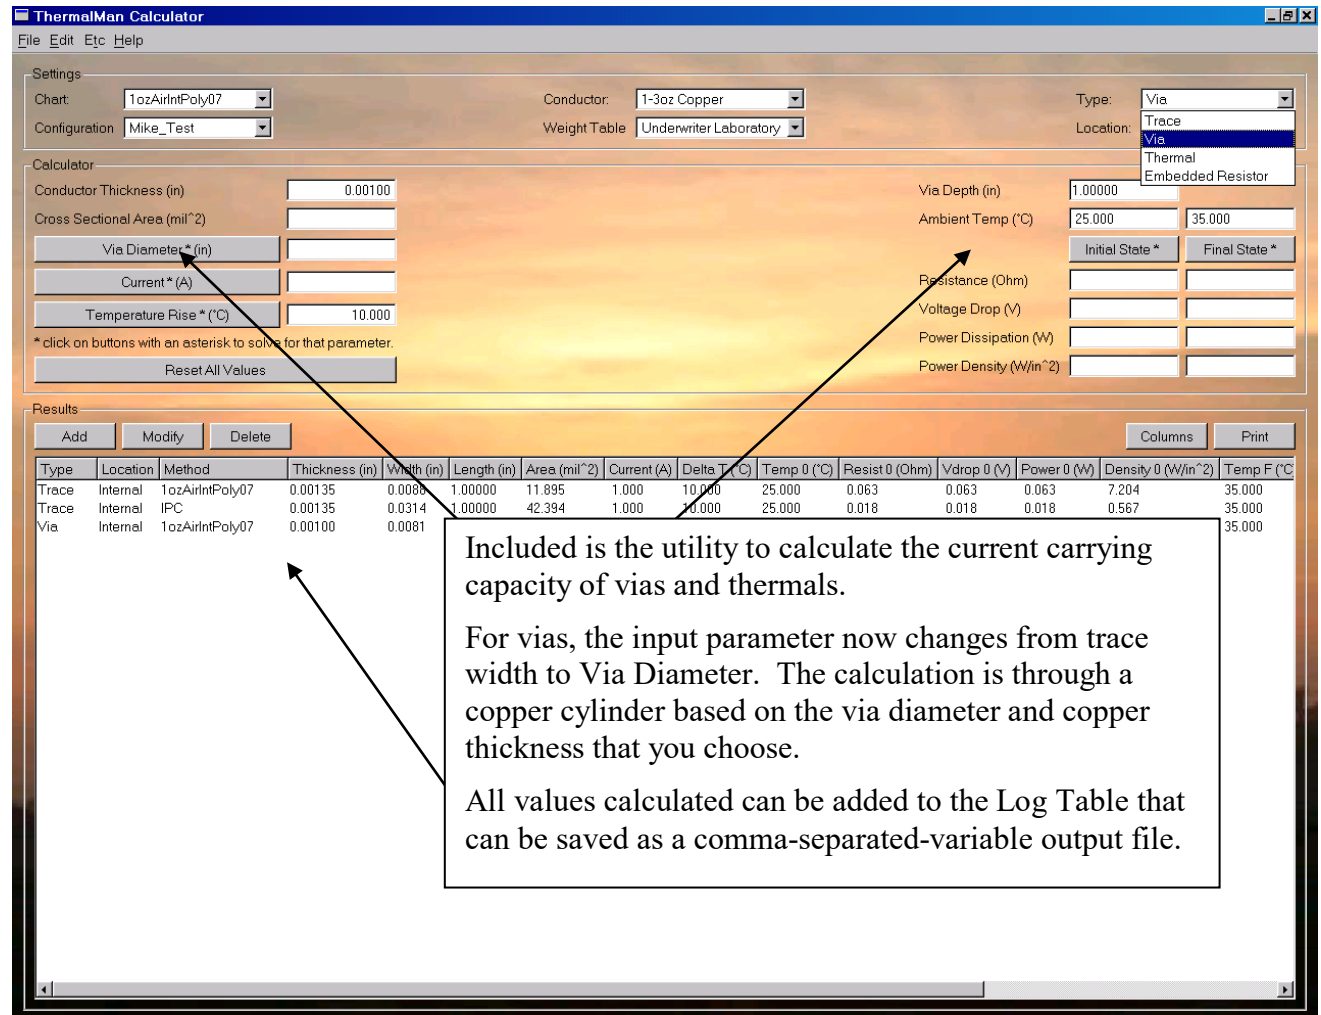 ThermalMan Calculator
File Edit Etc Help
Settings
Chart: 1ozAirIntPoly07 Conductor: 1-3oz Copper Type: Via
Configuration Mike_Test Weight Table Underwriter Laboratory Location:
Trace
Via
Thermal
Embedded Resistor
Calculator
Conductor Thickness (in) 0.00100 Via Depth (in) 1.00000
Cross Sectional Area (mil^2) Ambient Temp (°C) 25.000 35.000
Via Diameter * (in) Initial State * Final State *
Current * (A) Resistance (Ohm)
Temperature Rise * (°C) 10.000 Voltage Drop (V)
* click on buttons with an asterisk to solve for that parameter. Power Dissipation (W)
Reset All Values Power Density (W/in^2)
Results
Add Modify Delete Columns Print
Type Location Method Thickness (in) Width (in) Length (in) Area (mil^2) Current (A) Delta T (°C) Temp 0 (°C) Resist 0 (Ohm) Vdrop 0 (V) Power 0 (W) Density 0 (W/in^2) Temp F (°C
Trace Internal 1ozAirIntPoly07 0.00135 0.0088 1.00000 11.895 1.000 10.000 25.000 0.063 0.063 0.063 7.204 35.000
Trace Internal IPC 0.00135 0.0314 1.00000 42.394 1.000 10.000 25.000 0.018 0.018 0.018 0.567 35.000
Via Internal 1ozAirIntPoly07 0.00100 0.0081 35.000
Included is the utility to calculate the current carrying
capacity of vias and thermals.
For vias, the input parameter now changes from trace
width to Via Diameter. The calculation is through a
copper cylinder based on the via diameter and copper
thickness that you choose.
All values calculated can be added to the Log Table that
can be saved as a comma-separated-variable output file.